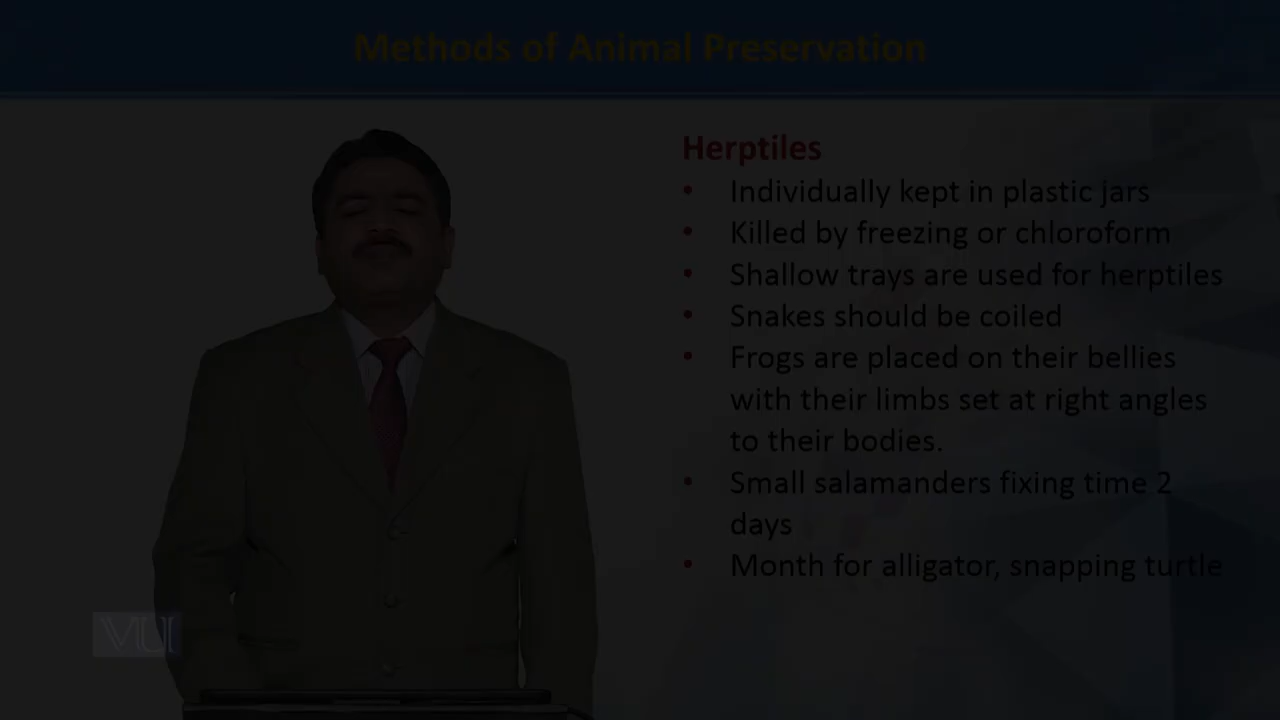 Methods of Animal Preservation
Herptiles
• Individually kept in plastic jars
• Killed by freezing or chloroform
• Shallow trays are used for herptiles
• Snakes should be coiled
• Frogs are placed on their bellies
with their limbs set at right angles
to their bodies.
• Small salamanders fixing time 2
days
• Month for alligator, snapping turtle
VU